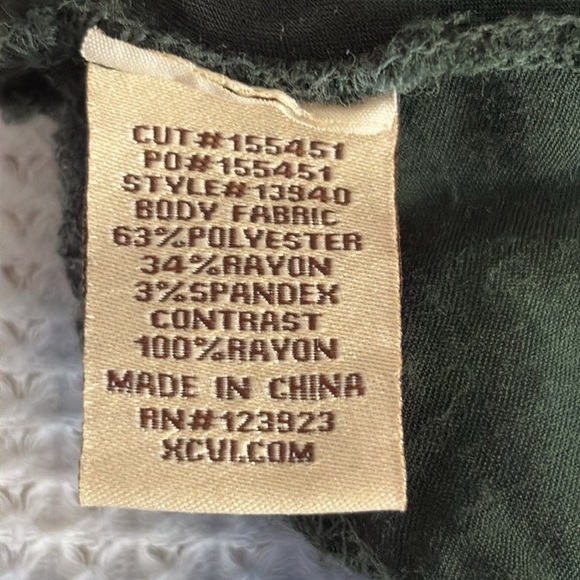 CUT#155451
PO#155451
STYLE#13940
BODY FABRIC
63%POLYESTER
34%RAYON
3%SPANDEX
CONTRAST
100%RAYON
MADE IN CHINA
RN#123923
XCVI.COM